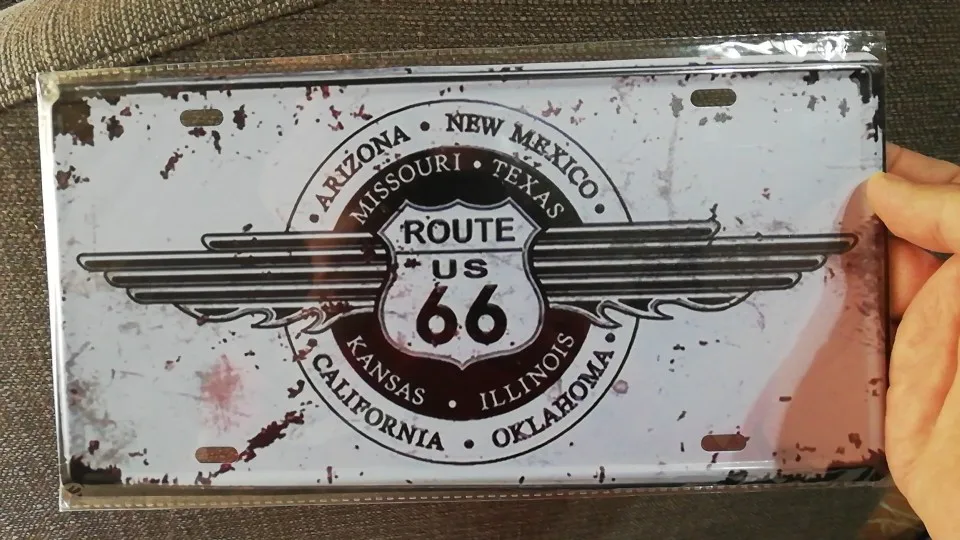 ARIZONA • NEW MEXICO
MISSOURI • TEXAS
ROUTE
US
66
KANSAS • ILLINOIS
CALIFORNIA • OKLAHOMA